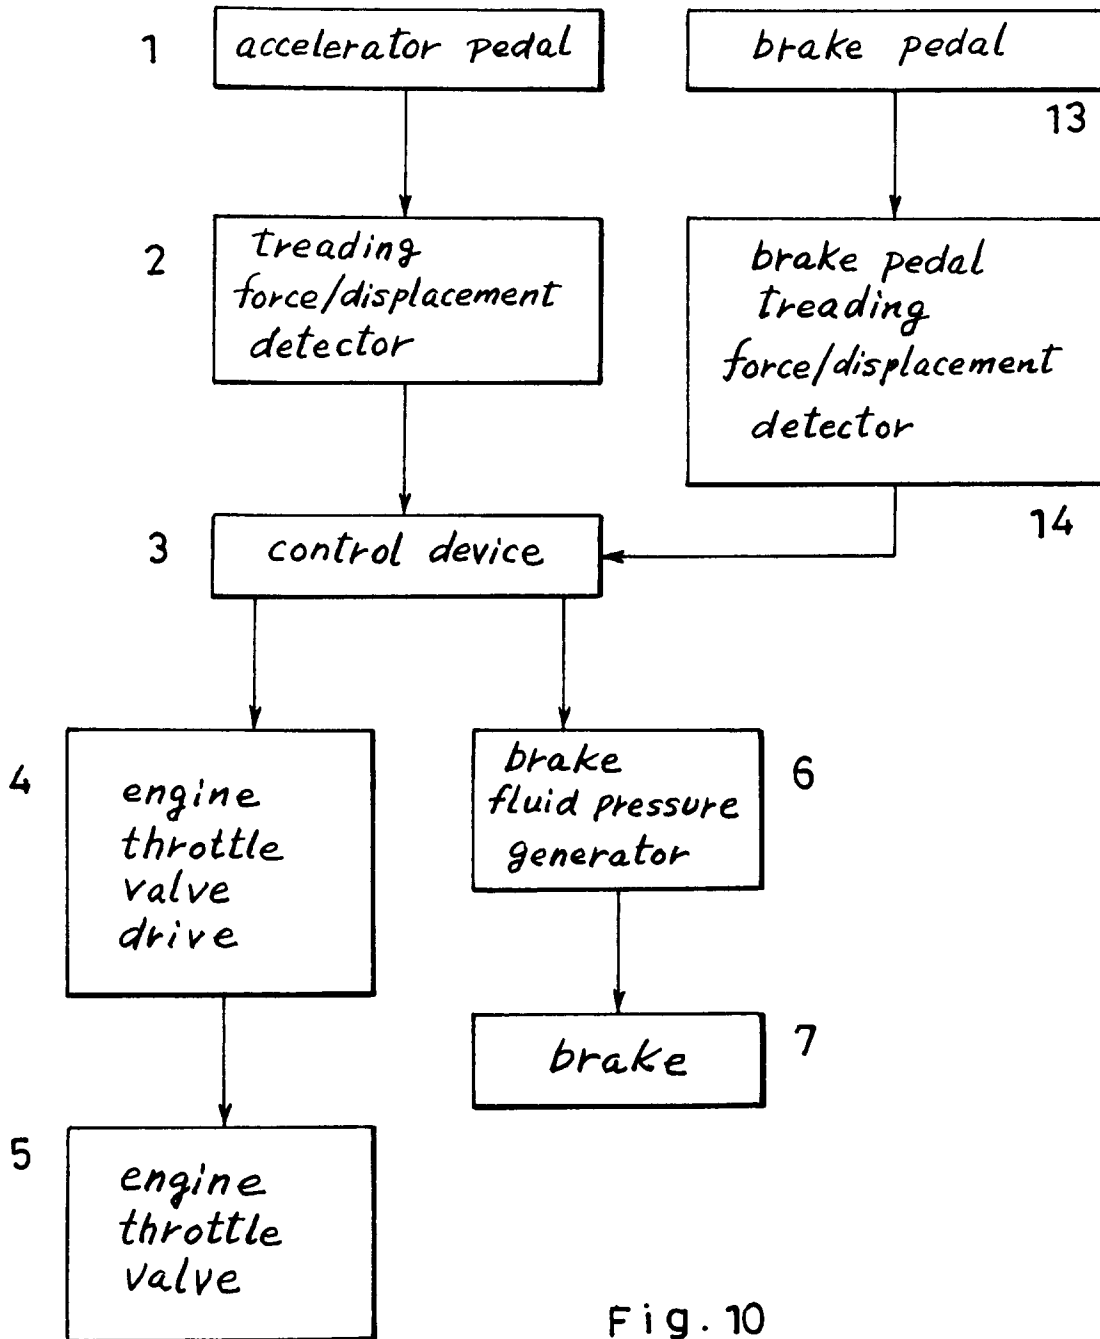 1
accelerator pedal
brake pedal
13
2
treading
force/displacement
detector
brake pedal
treading
force/displacement
detector
14
3
control device
4
engine
throttle
valve
drive
brake
fluid pressure
generator
6
brake
7
5
engine
throttle
valve
Fig. 10